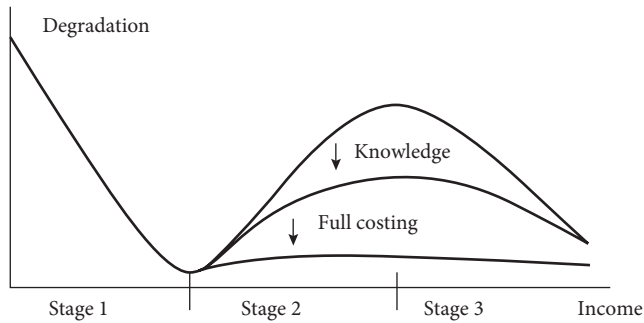 Degradation
Knowledge
Full costing
Stage 1 Stage 2 Stage 3 Income